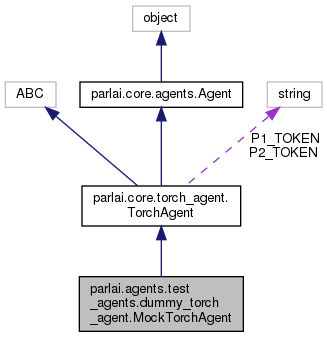 object
ABC
parlai.core.agents.Agent
string
P1_TOKEN
P2_TOKEN
parlai.core.torch_agent.
TorchAgent
parlai.agents.test
_agents.dummy_torch
_agent.MockTorchAgent